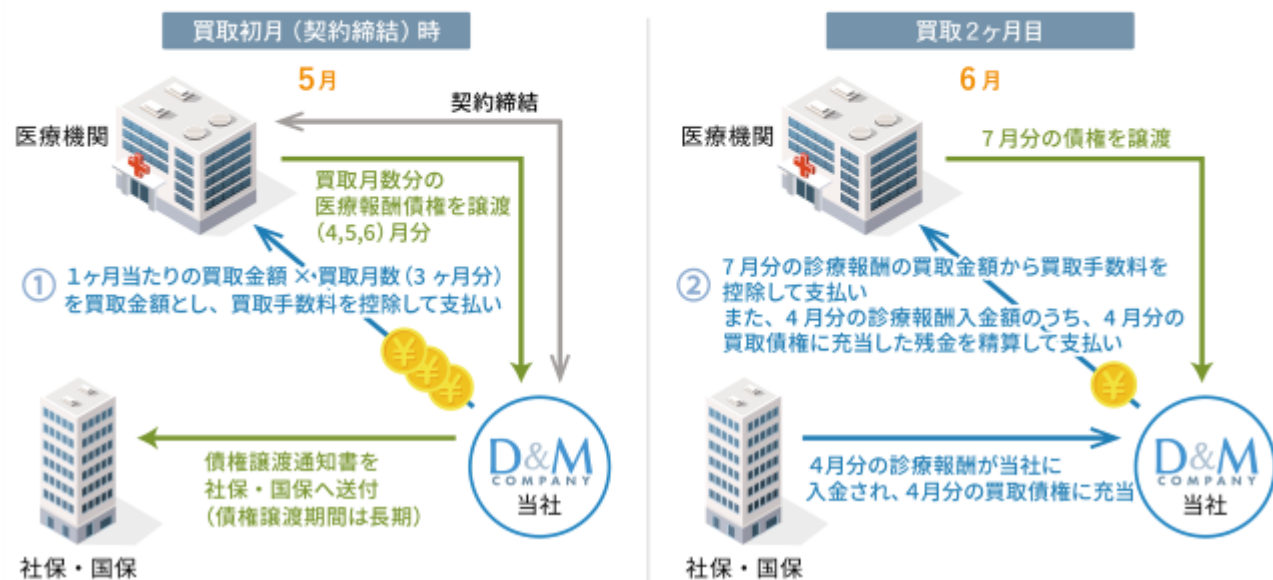 買取初月（契約締結）時
5月
契約締結
医療機関
買取月数分の
医療報酬債権を譲渡
(4,5,6)月分
① 1ヶ月当たりの買取金額×買取月数(3ヶ月分)
を買取金額とし、買取手数料を控除して支払い
¥
¥
¥
債権譲渡通知書を
社保・国保へ送付
(債権譲渡期間は長期)
D&M
COMPANY
当社
社保・国保
買取2ヶ月目
6月
医療機関
7月分の債権を譲渡
② 7月分の診療報酬の買取金額から買取手数料を
控除して支払い
また、4月分の診療報酬入金額のうち、4月分の
買取債権に充当した残金を精算して支払い
¥
4月分の診療報酬が当社に
入金され、4月分の買取債権に充当
D&M
COMPANY
当社
社保・国保